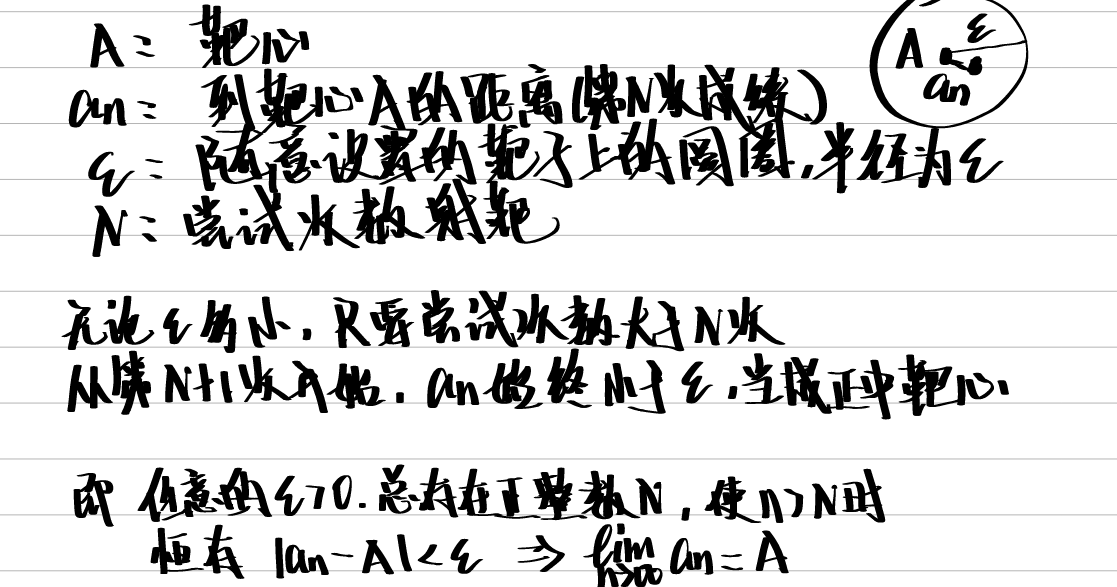 A = 靶心
an = 到靶心A的距离(第N次成绩)
ε = 随意设置的靶子上的圆圈,半径为ε
N = 尝试次数射靶
A ε
an
无论ε多小,只要尝试次数大于N次
从第N+1次开始,an始终小于ε,当成正中靶心
即 任意的ε>0.总存在正整数N,使n>N时
恒有 |an-A|<ε ⇒ lim an=A
n→∞